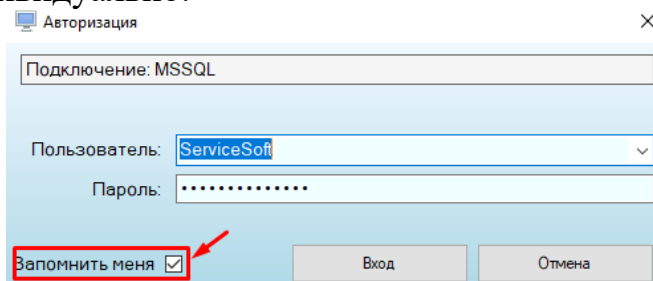 Авторизация
Подключение: MSSQL
Пользователь: ServiceSoft
Пароль: ••••••••••••••
Запомнить меня
Вход
Отмена